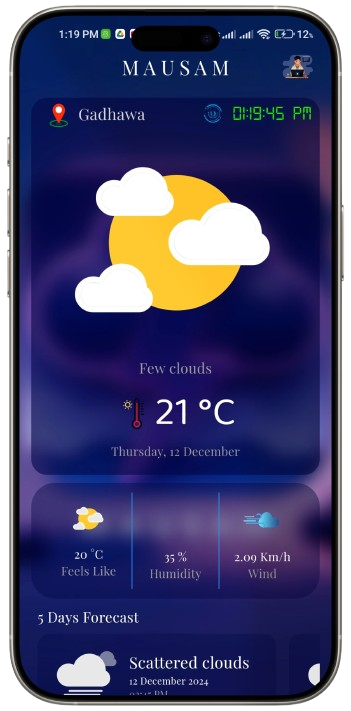 1:19 PM
12%
MAUSAM
Gadhawa
01:19:45 PM
Few clouds
21 °C
Thursday, 12 December
20 °C
Feels Like
35 %
Humidity
2.09 Km/h
Wind
5 Days Forecast
Scattered clouds
12 December 2024